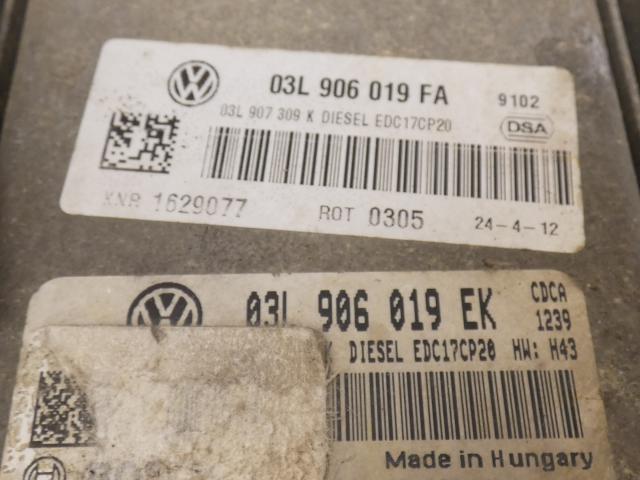 03L 906 019 FA 9102
03L 907 309 K DIESEL EDC17CP20
DSA
KNR 1629077 ROT 0305 24-4-12
03L 906 019 EK CDCA
1239
K DIESEL EDC17CP20 HW: H43
Made in Hungary